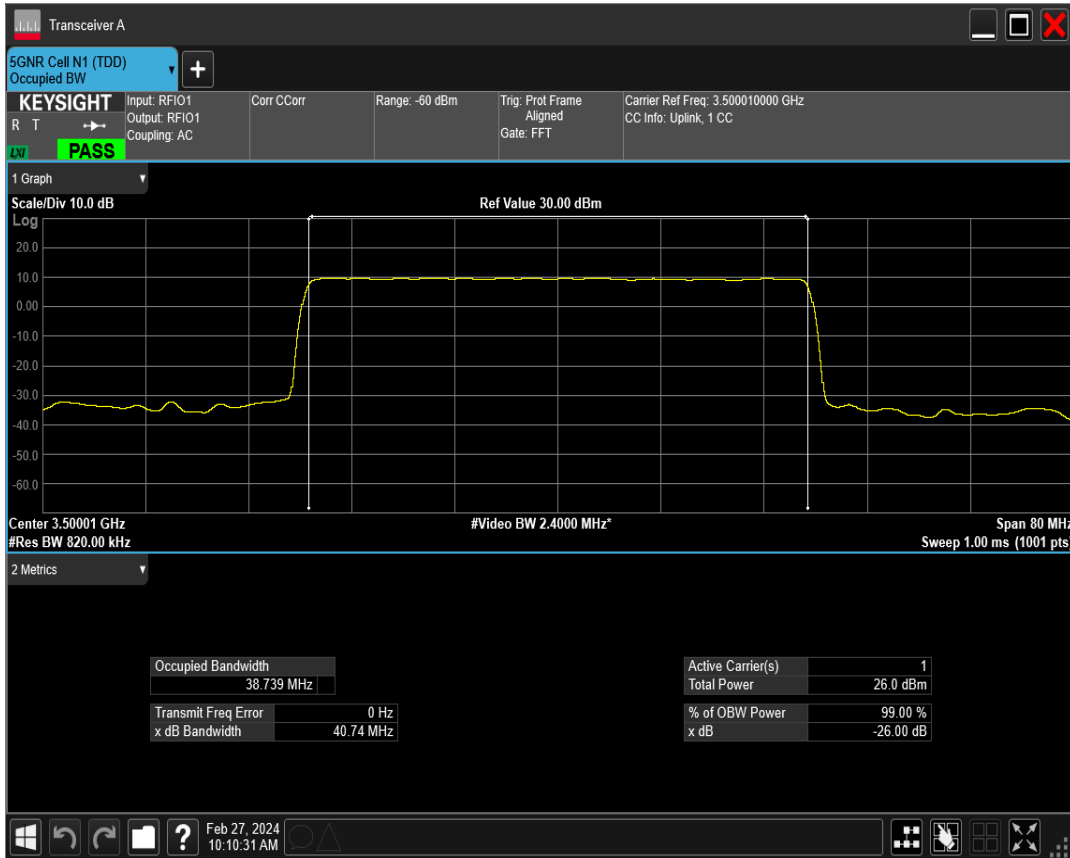 Transceiver A
5GNR Cell N1 (TDD)
Occupied BW
+
KEYSIGHT
R T
LXI
PASS
Input: RFIO1
Output: RFIO1
Coupling: AC
Corr CCorr
Range: -60 dBm
Trig: Prot Frame
Aligned
Gate: FFT
Carrier Ref Freq: 3.500010000 GHz
CC Info: Uplink, 1 CC
1 Graph
Scale/Div 10.0 dB
Ref Value 30.00 dBm
Log
20.0
10.0
0.00
-10.0
-20.0
-30.0
-40.0
-50.0
-60.0
Center 3.50001 GHz
#Video BW 2.4000 MHz*
Span 80 MHz
#Res BW 820.00 kHz
Sweep 1.00 ms (1001 pts)
2 Metrics
Occupied Bandwidth
38.739 MHz
Transmit Freq Error 0 Hz
x dB Bandwidth 40.74 MHz
Active Carrier(s) 1
Total Power 26.0 dBm
% of OBW Power 99.00 %
x dB -26.00 dB
?
Feb 27, 2024
10:10:31 AM